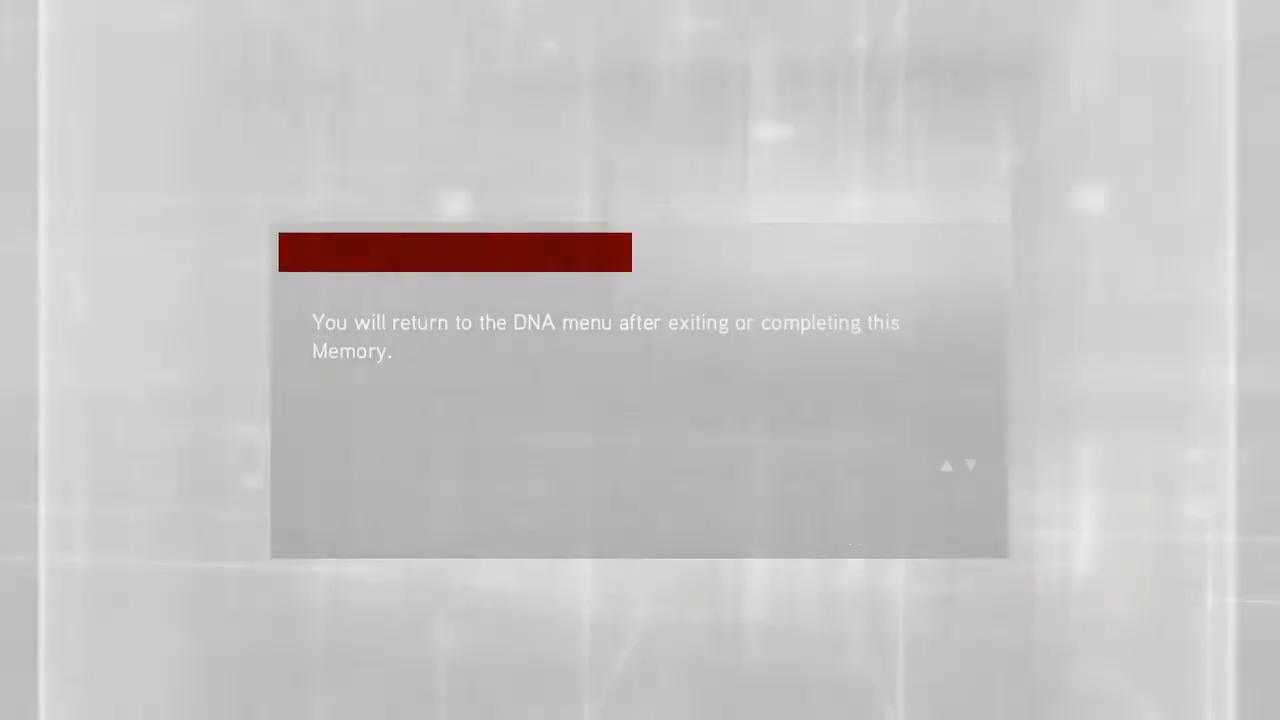 You will return to the DNA menu after exiting or completing this
Memory.